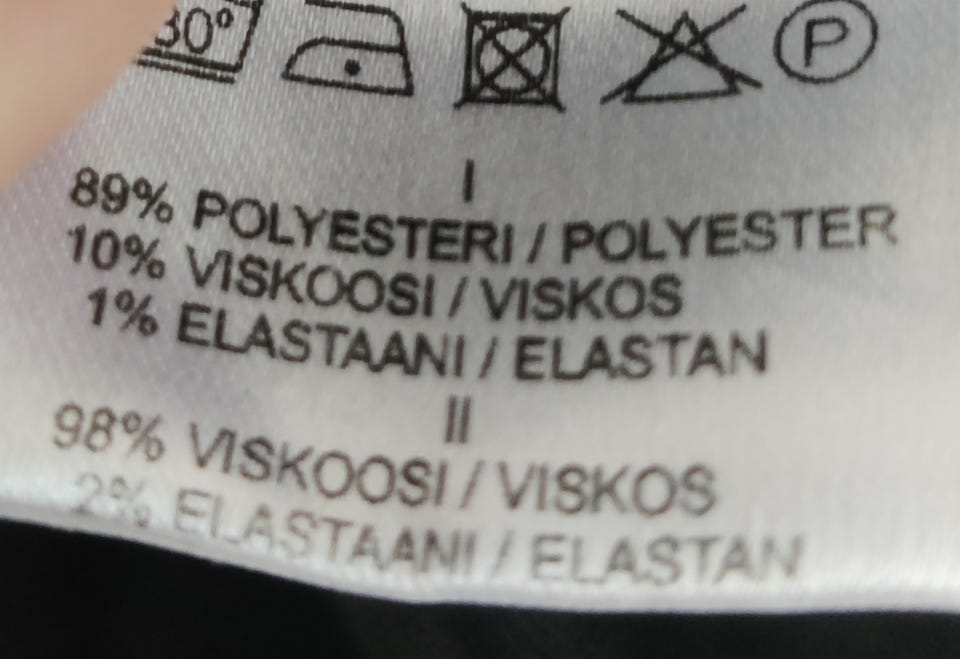 30° P
I
89% POLYESTERI / POLYESTER
10% VISKOOSI / VISKOS
1% ELASTAANI / ELASTAN
II
98% VISKOOSI / VISKOS
2% ELASTAANI / ELASTAN